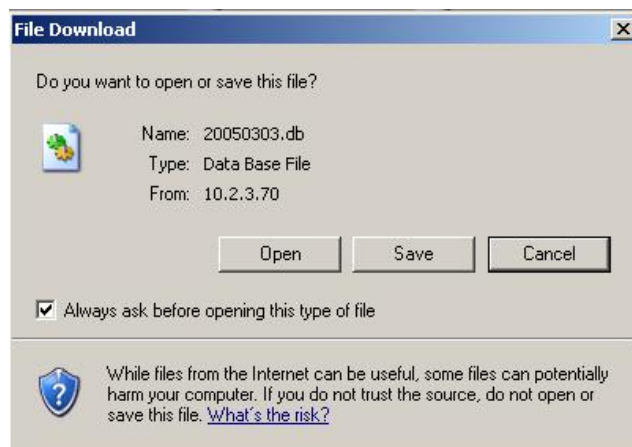 File Download
Do you want to open or save this file?
Name: 20050303.db
Type: Data Base File
From: 10.2.3.70
Open Save Cancel
Always ask before opening this type of file
While files from the Internet can be useful, some files can potentially
harm your computer. If you do not trust the source, do not open or
save this file. What's the risk?